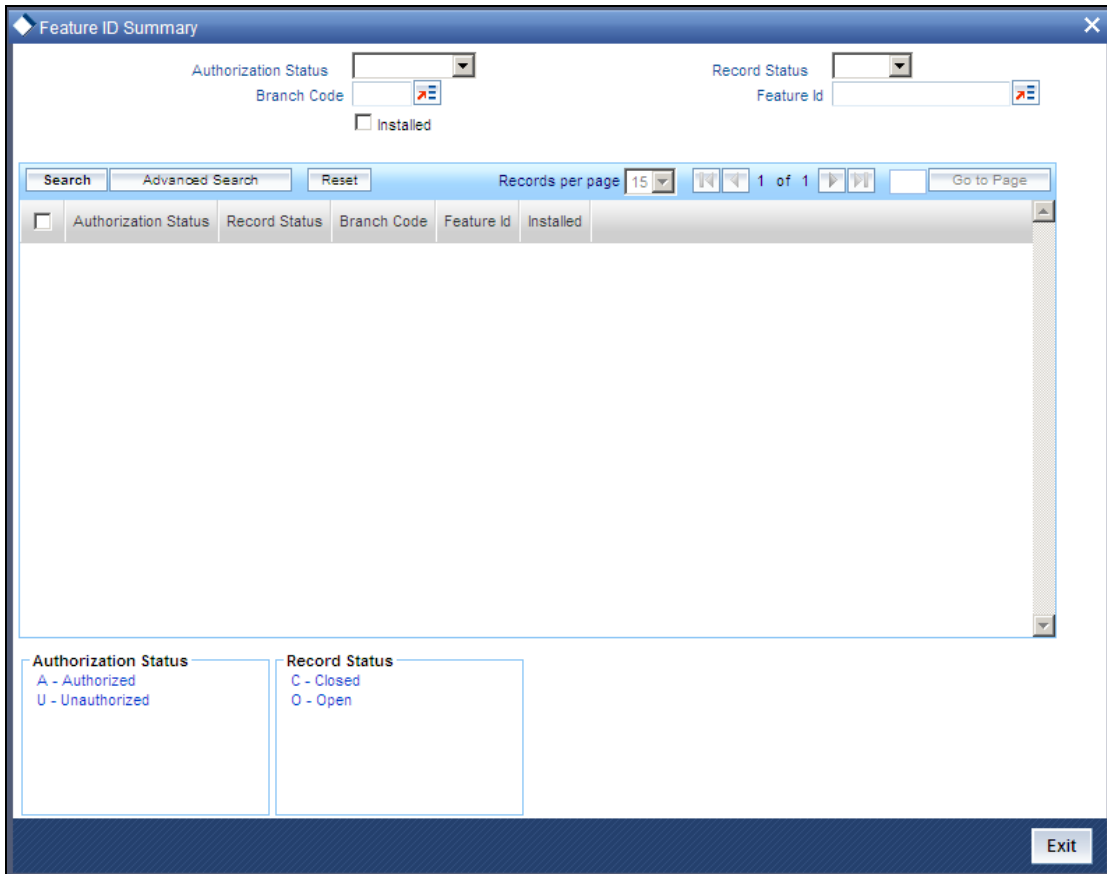 Feature ID Summary
Authorization Status Record Status
Branch Code Feature Id
Installed
Search Advanced Search Reset Records per page 15 1 of 1 Go to Page
Authorization Status Record Status Branch Code Feature Id Installed
Authorization Status
A - Authorized
U - Unauthorized
Record Status
C - Closed
O - Open
Exit